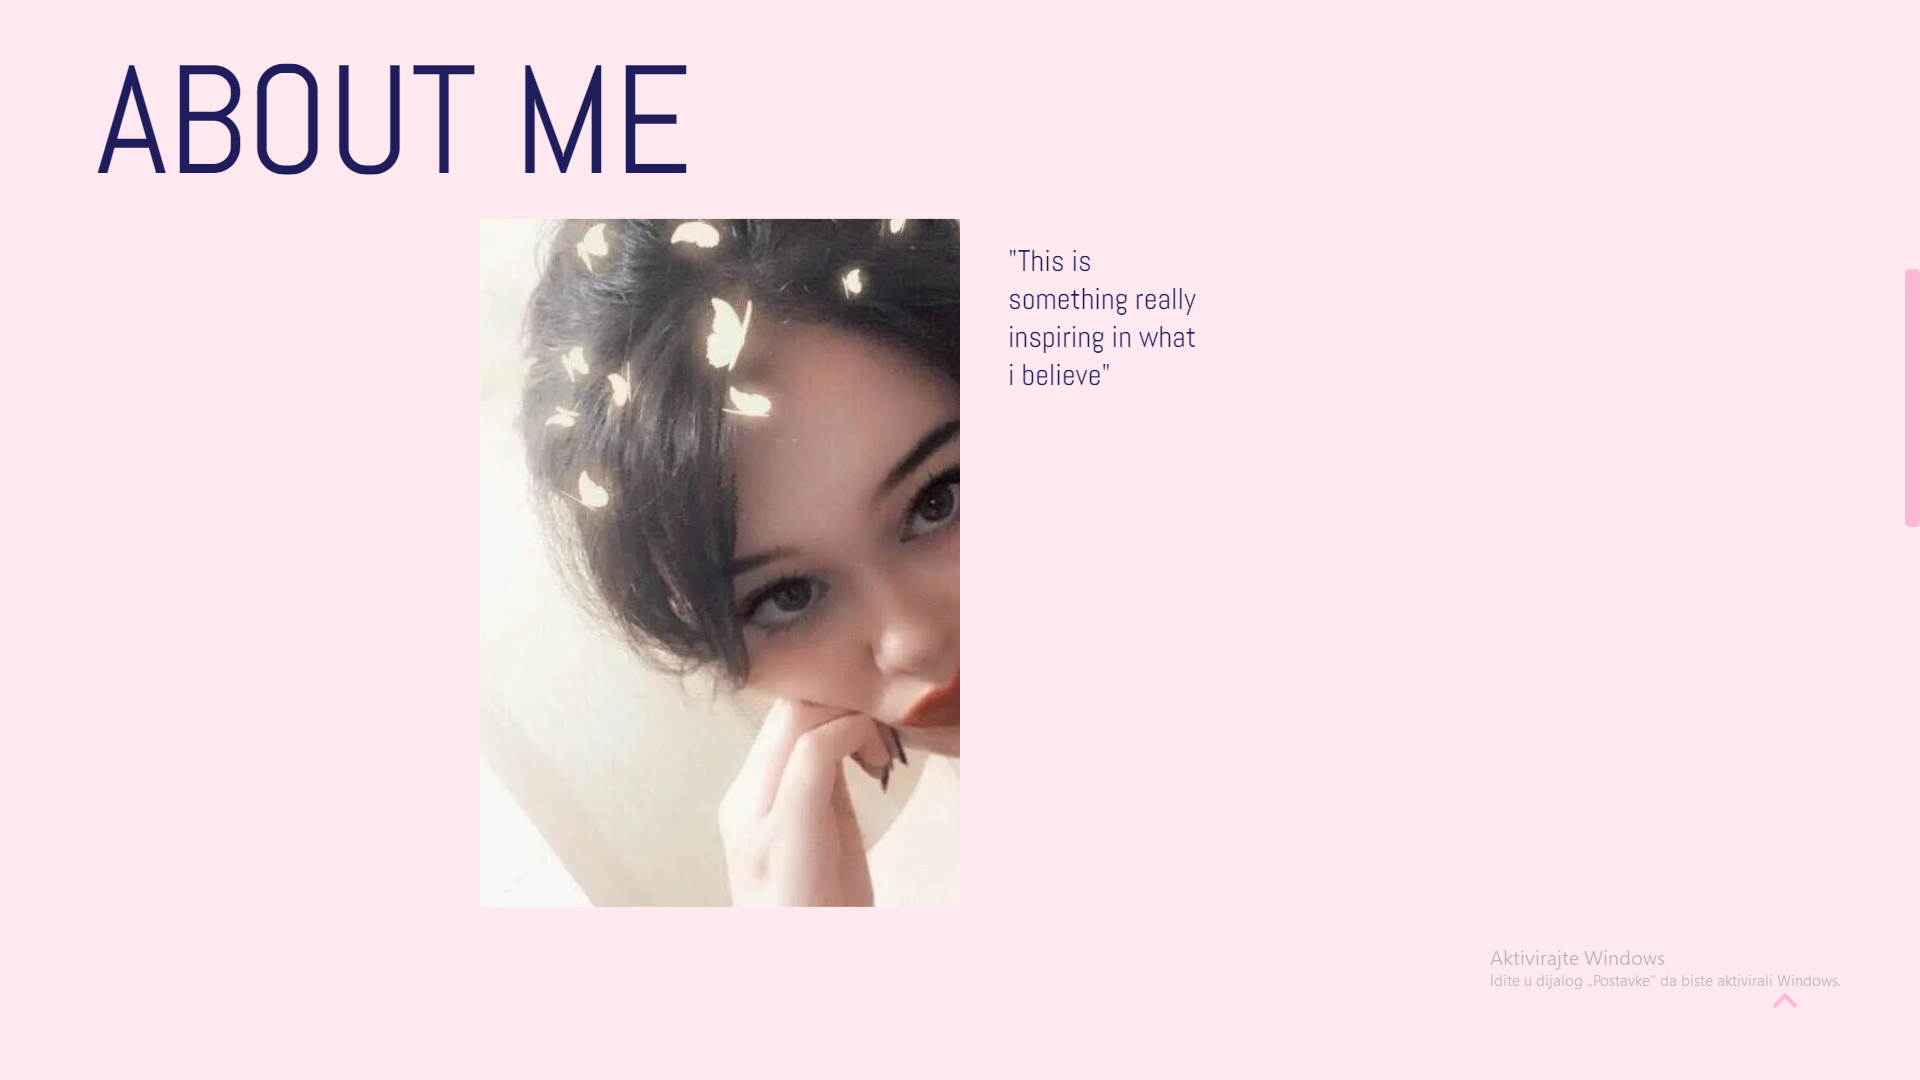 ABOUT ME
"This is
something really
inspiring in what
i believe"
Aktivirajte Windows
Idite u dijalog „Postavke“ da biste aktivirali Windows.